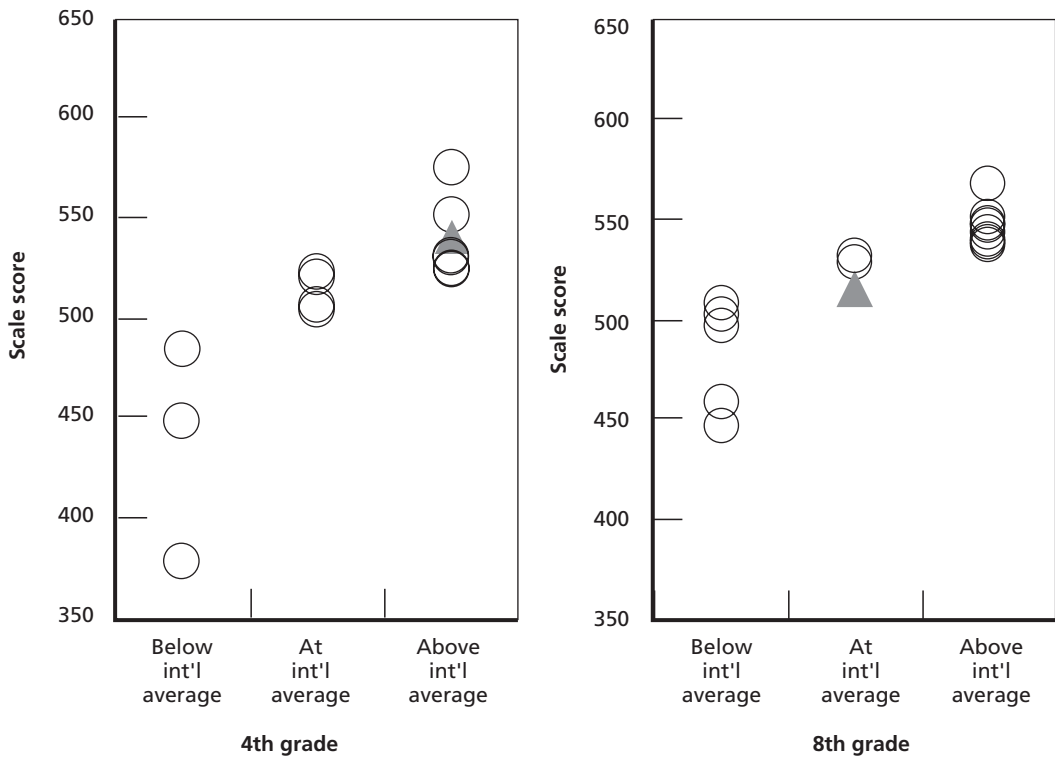 650
600
550
500
450
400
350
Scale score
Below
int'l
average
At
int'l
average
Above
int'l
average
4th grade
650
600
550
500
450
400
350
Scale score
Below
int'l
average
At
int'l
average
Above
int'l
average
8th grade